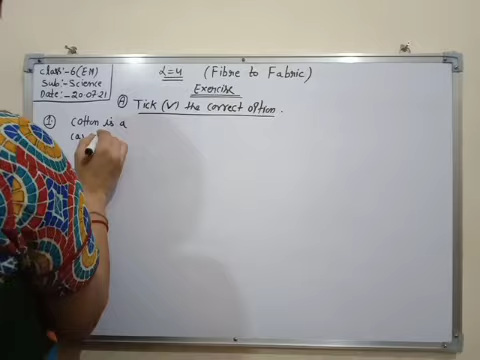 Class:-6(EM)
Sub:-Science
Date:-20.07.21
L=4 (Fibre to Fabric)
Exercise
(A) Tick (✓) the correct option.
(1) Cotton is a
(a)